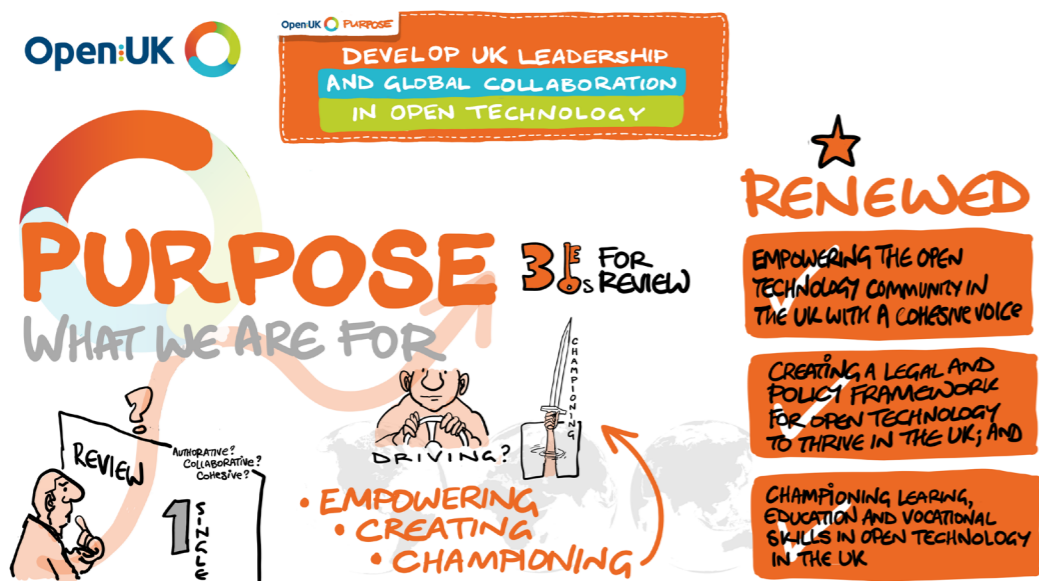 Open:UK
Open:UK PURPOSE
DEVELOP UK LEADERSHIP
AND GLOBAL COLLABORATION
IN OPEN TECHNOLOGY
PURPOSE
WHAT WE ARE FOR
3 S FOR
REVIEW
RENEWED
EMPOWERING THE OPEN
TECHNOLOGY COMMUNITY IN
THE UK WITH A COHESIVE VOICE
CREATING A LEGAL AND
POLICY FRAMEWORK
FOR OPEN TECHNOLOGY
TO THRIVE IN THE UK; AND
CHAMPIONING LEARING,
EDUCATION AND VOCATIONAL
SKILLS IN OPEN TECHNOLOGY
IN THE UK
?
REVIEW
AUTHORATIVE?
COLLABORATIVE?
COHESIVE?
1 SINGLE
DRIVING?
CHAMPIONING
• EMPOWERING
• CREATING
• CHAMPIONING